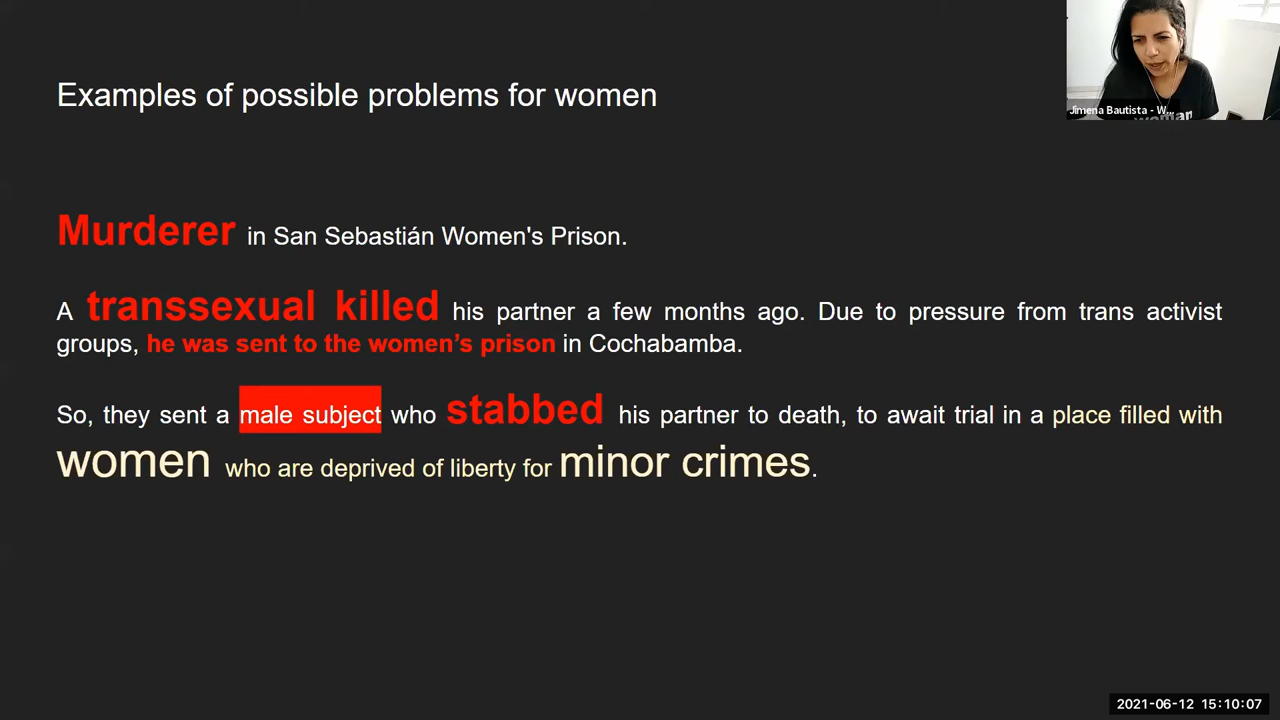 Jimena Bautista - W...
woman
Examples of possible problems for women
Murderer in San Sebastián Women's Prison.
A transsexual killed his partner a few months ago. Due to pressure from trans activist
groups, he was sent to the women’s prison in Cochabamba.
So, they sent a male subject who stabbed his partner to death, to await trial in a place filled with
women who are deprived of liberty for minor crimes.
2021-06-12 15:10:07